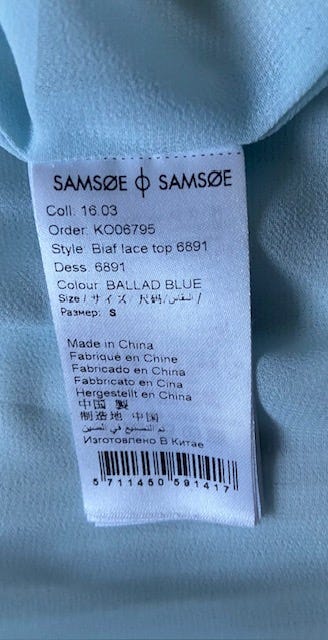 SAMSØE ϕ SAMSØE
Coll: 16.03
Order: KO06795
Style: Biaf lace top 6891
Dess: 6891
Colour: BALLAD BLUE
Size / サイズ / 尺码 / المقاس /
Размер: S
Made in China
Fabriqué en Chine
Fabricado en China
Fabbricato en Cina
Hergestellt en China
中国 製
制造地 中国
تم التصنيع في الصين
Изготовлено В Китае
5 711450 591417